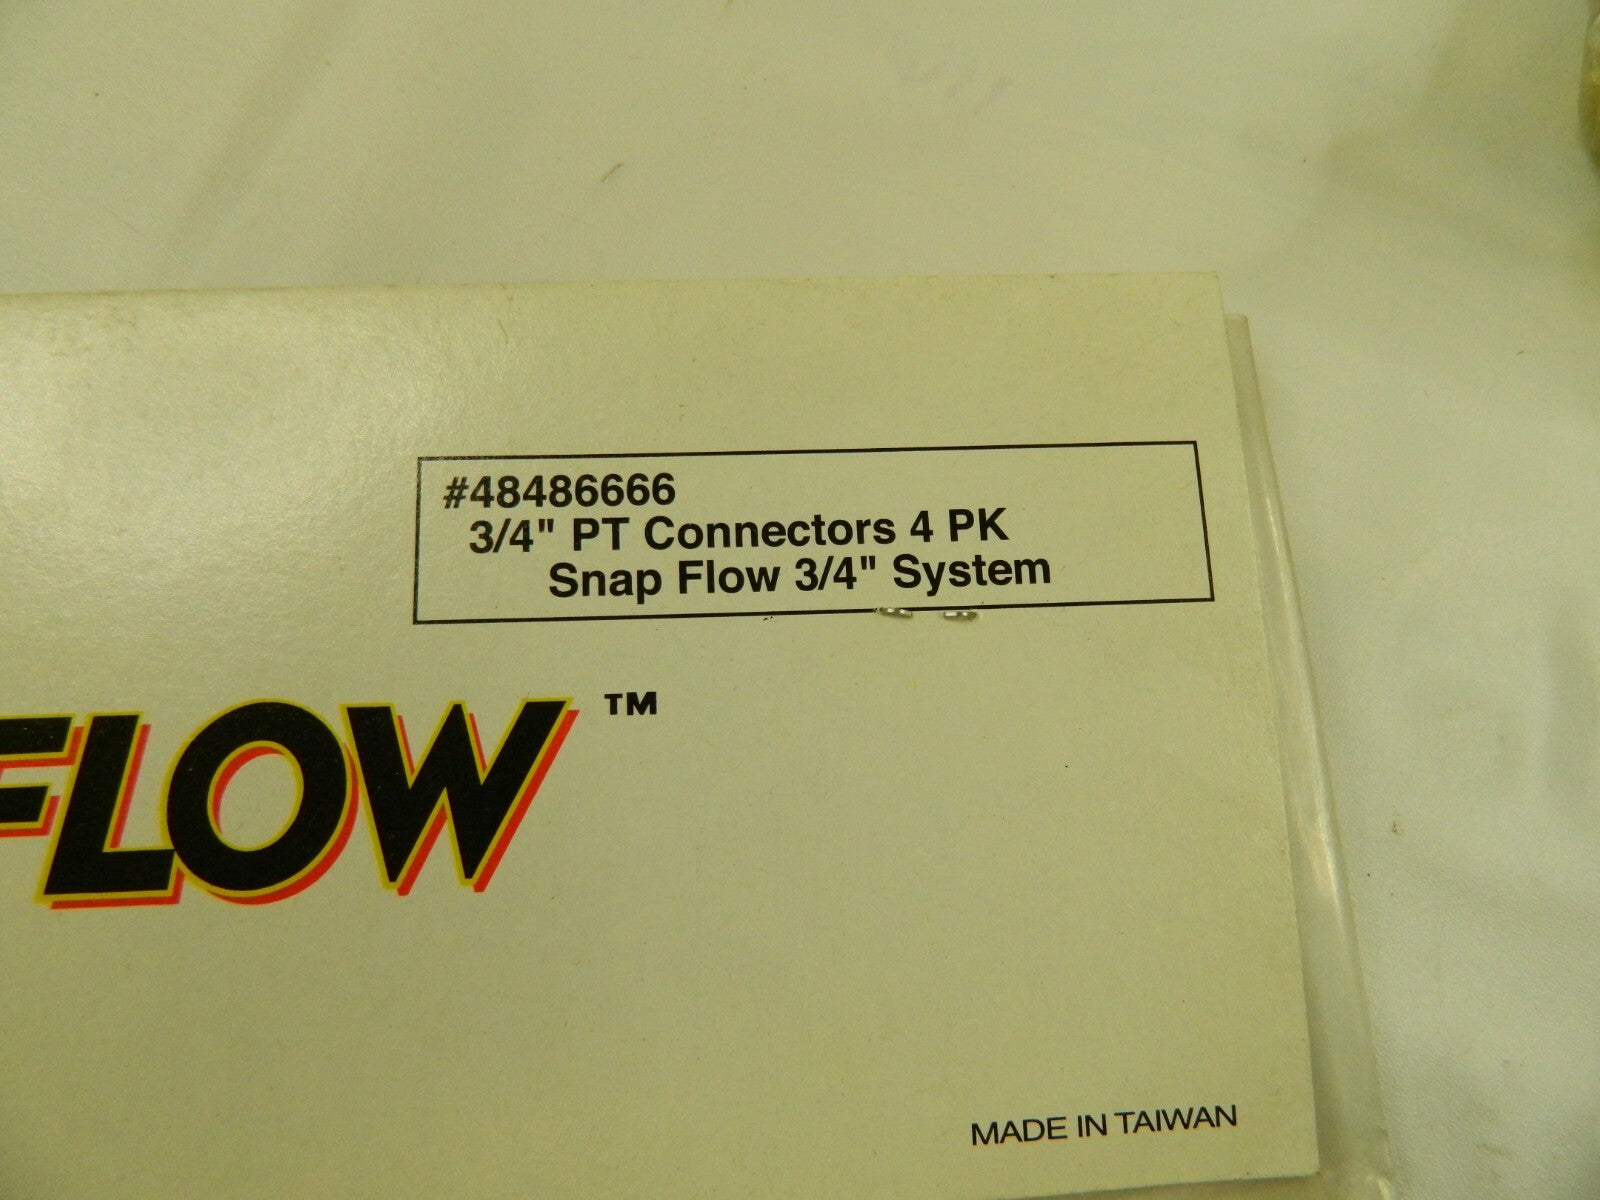 #48486666
3/4" PT Connectors 4 PK
Snap Flow 3/4" System
FLOW ™
MADE IN TAIWAN